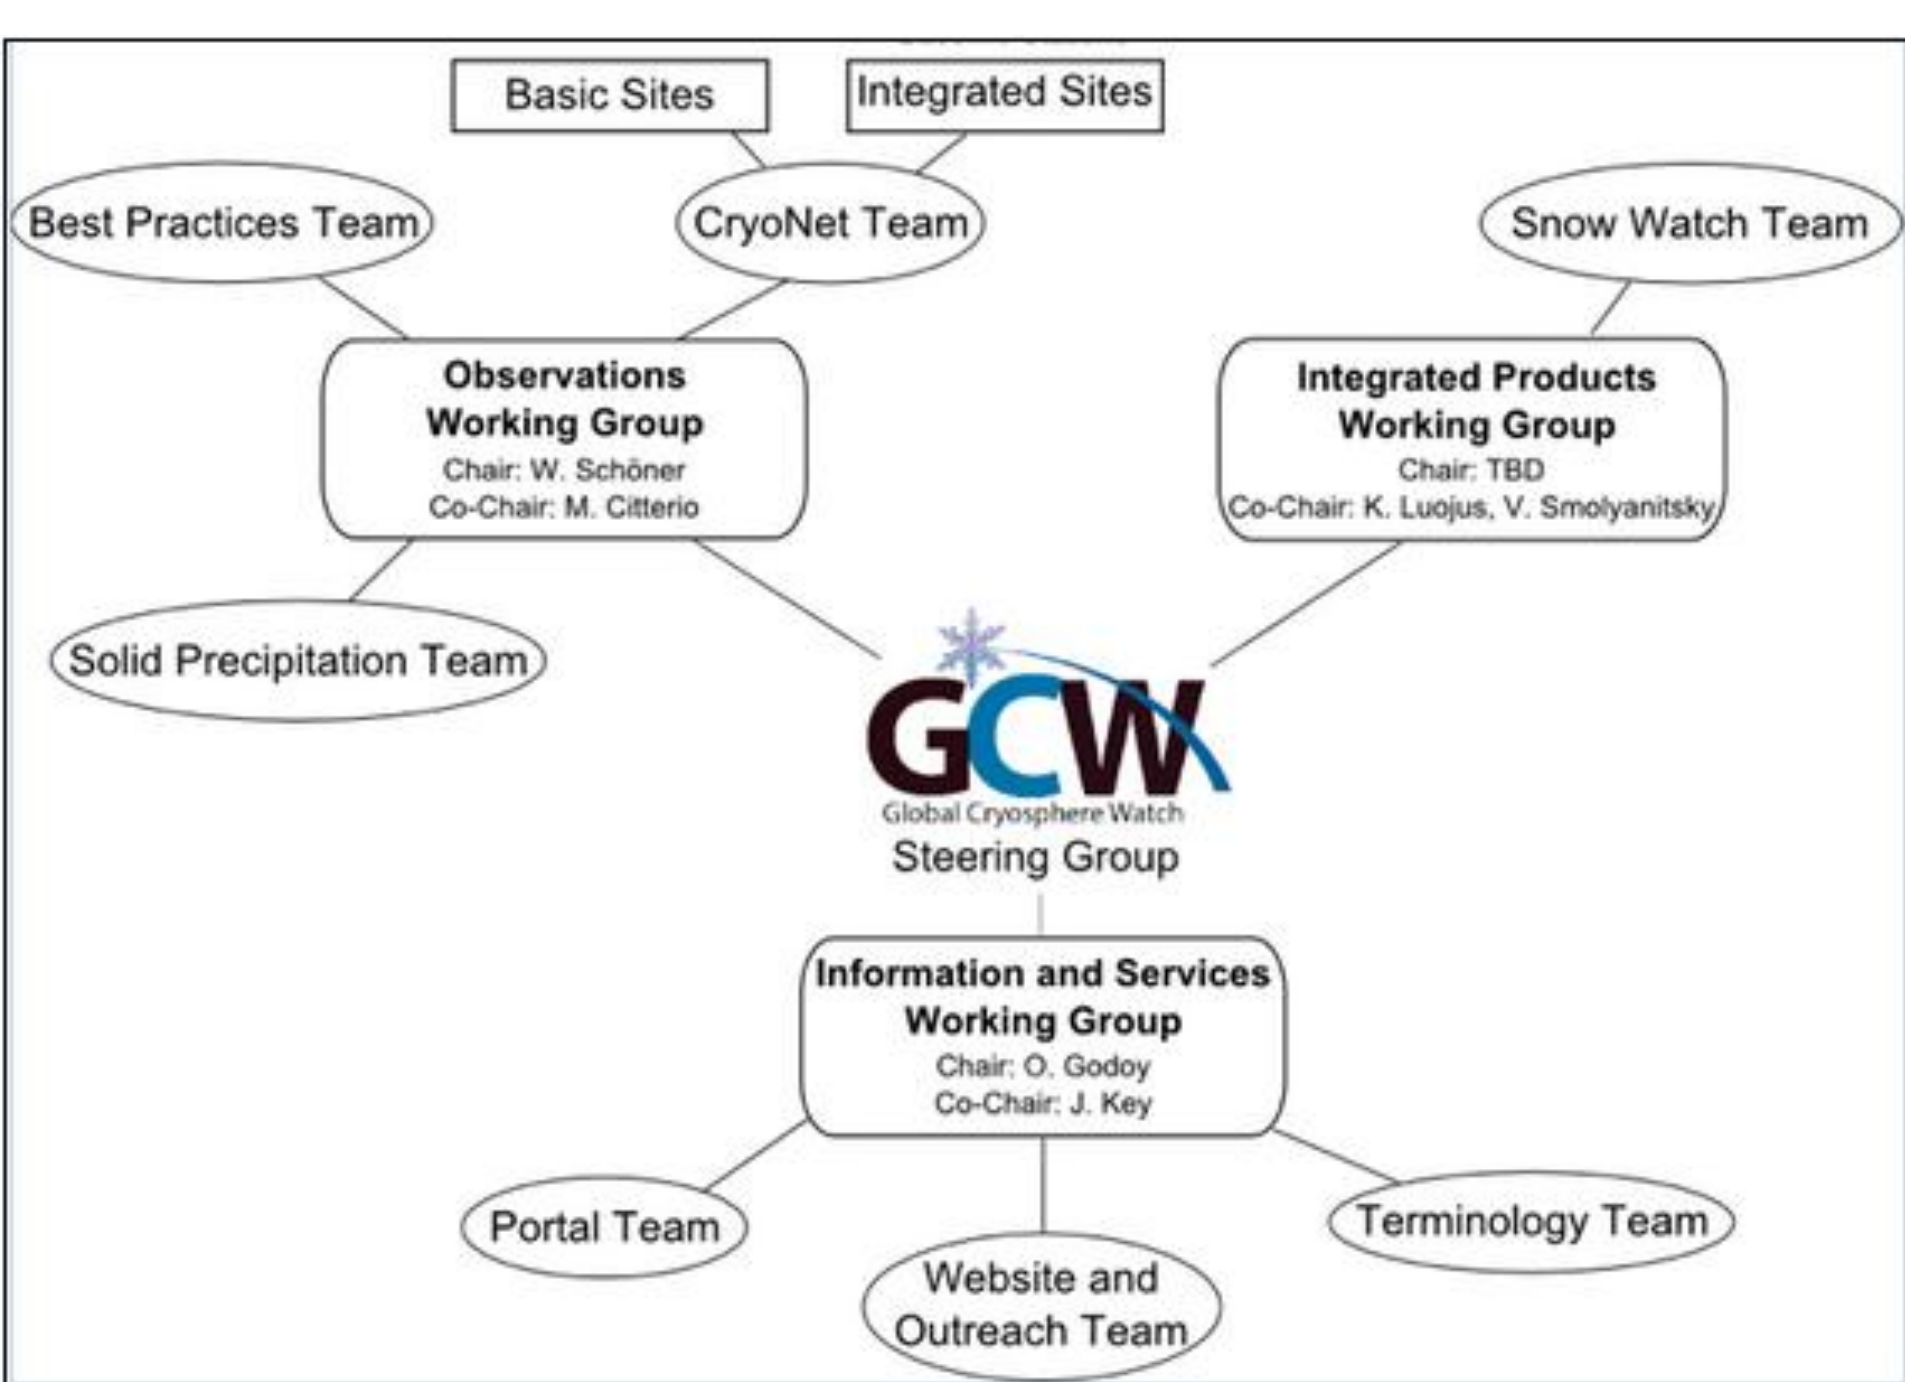 Basic Sites
Integrated Sites
Best Practices Team
CryoNet Team
Snow Watch Team
Observations
Working Group
Chair: W. Schöner
Co-Chair: M. Citterio
Integrated Products
Working Group
Chair: TBD
Co-Chair: K. Luojus, V. Smolyanitsky
Solid Precipitation Team
GCW
Global Cryosphere Watch
Steering Group
Information and Services
Working Group
Chair: O. Godoy
Co-Chair: J. Key
Portal Team
Website and
Outreach Team
Terminology Team